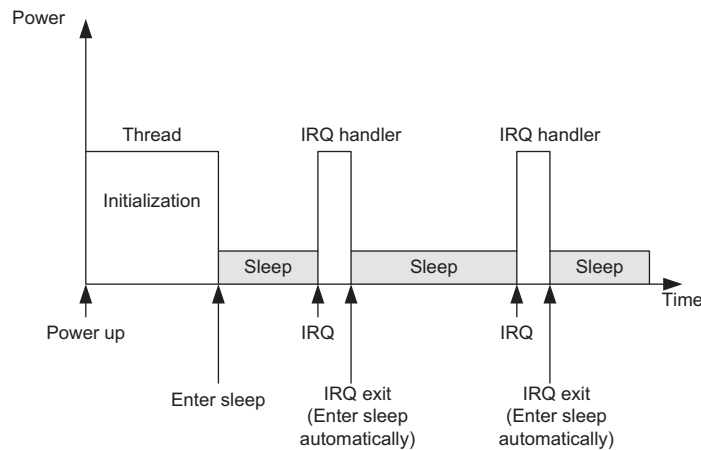 Power
Thread
IRQ handler
IRQ handler
Initialization
Sleep
Sleep
Sleep
Time
Power up
IRQ
IRQ
Enter sleep
IRQ exit
(Enter sleep
automatically)
IRQ exit
(Enter sleep
automatically)